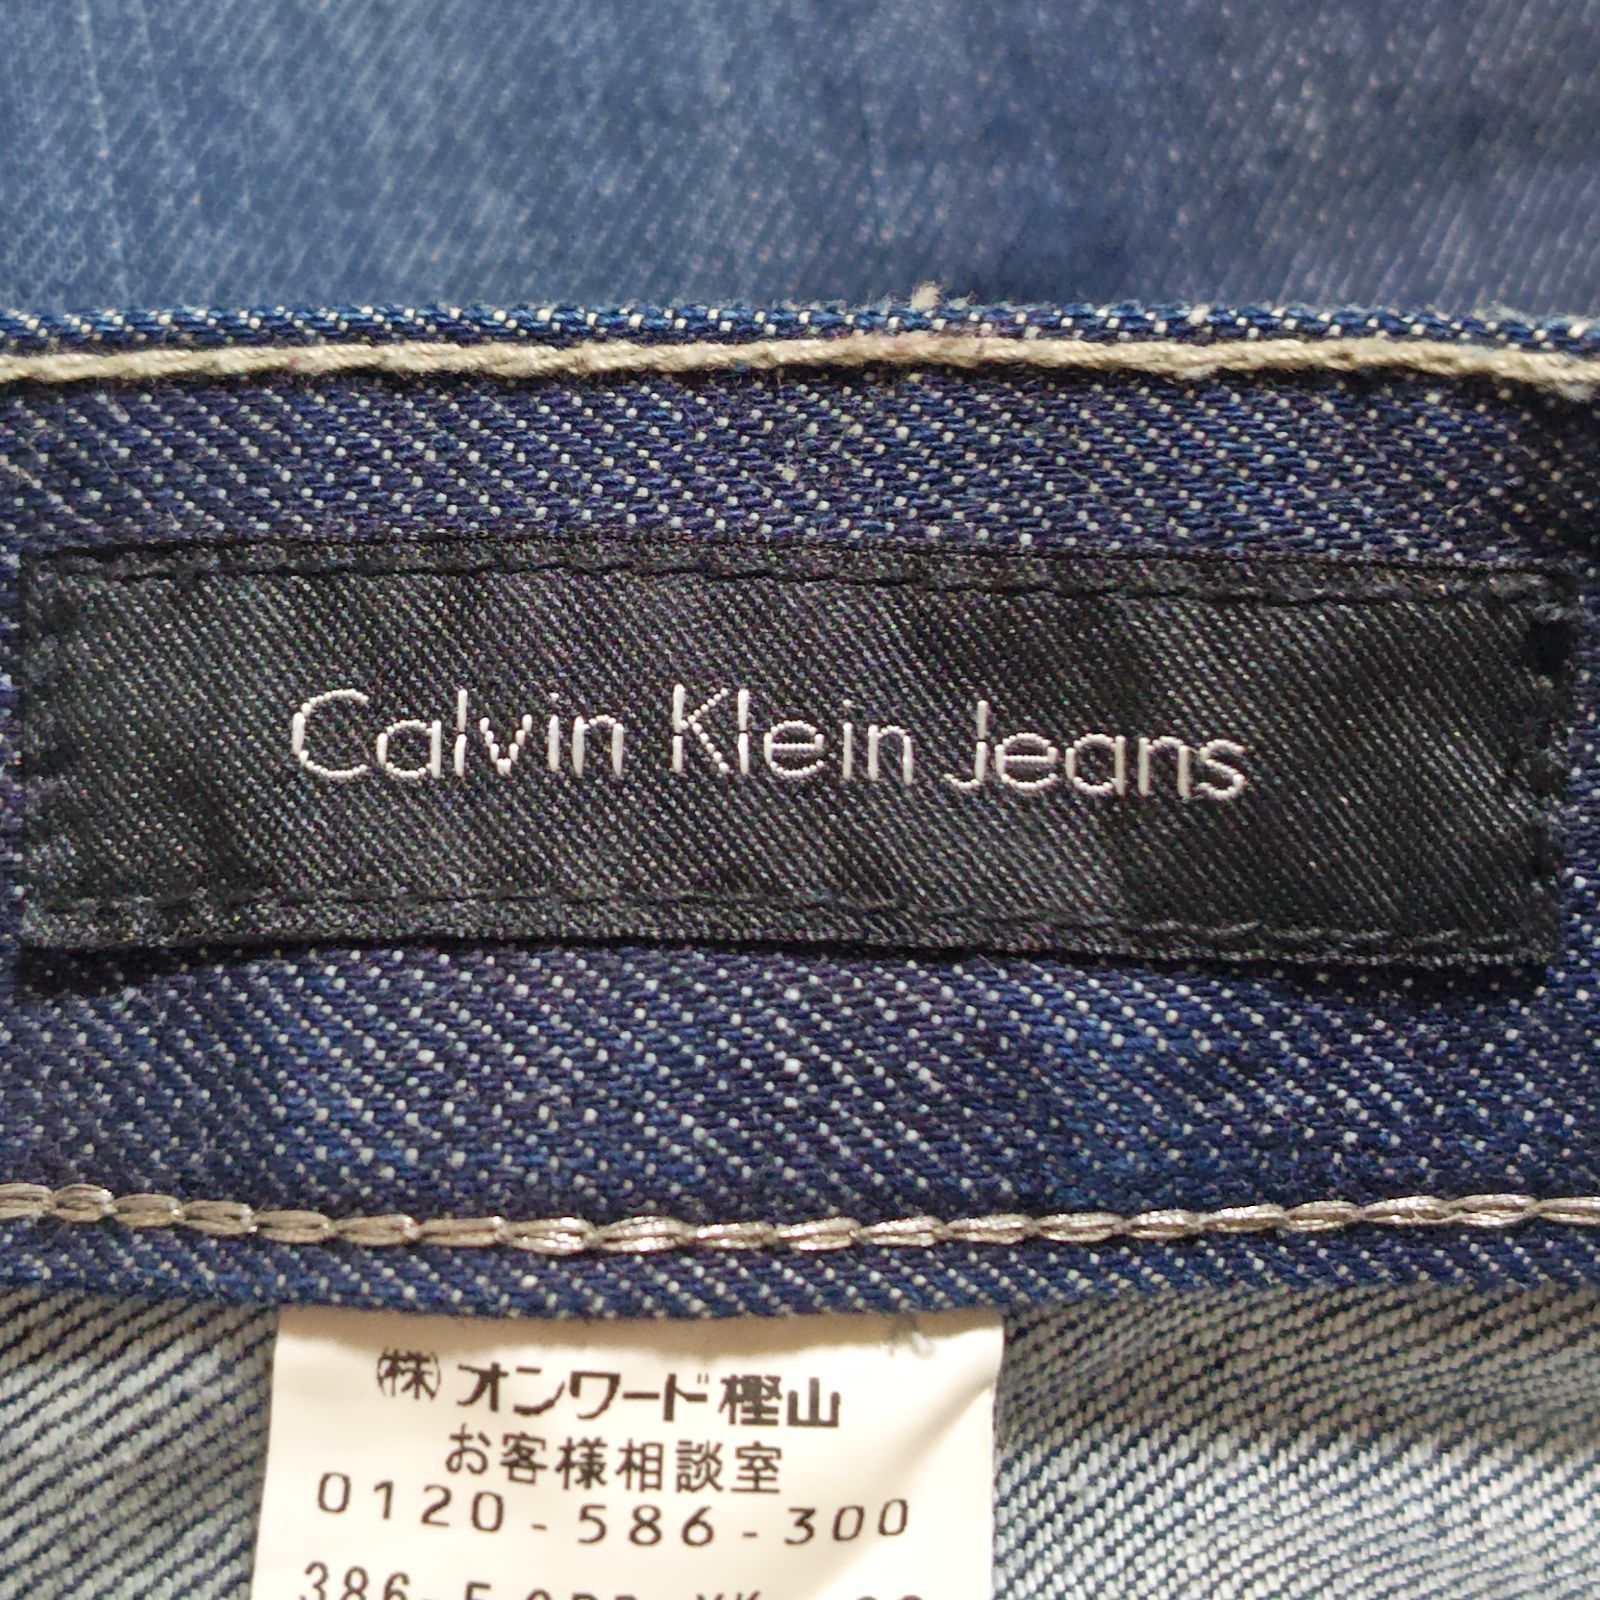 Calvin Klein Jeans
㈱オンワード樫山
お客様相談室
0120-586-300